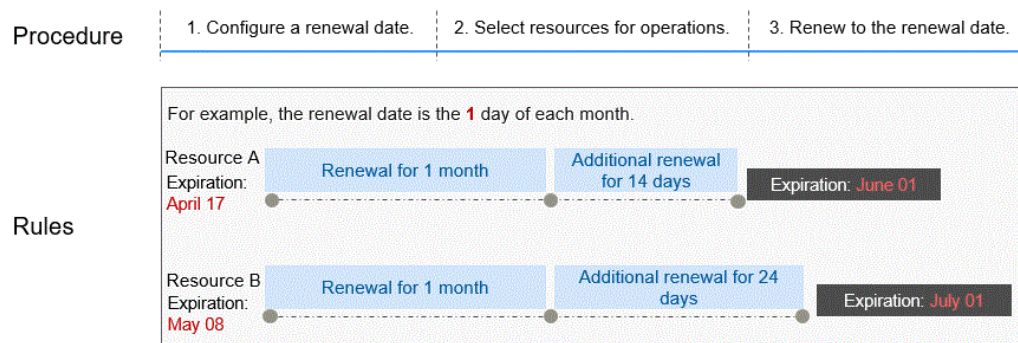 Procedure
1. Configure a renewal date.
2. Select resources for operations.
3. Renew to the renewal date.
Rules
For example, the renewal date is the 1 day of each month.
Resource A
Expiration:
April 17
Renewal for 1 month
Additional renewal
for 14 days
Expiration: June 01
Resource B
Expiration:
May 08
Renewal for 1 month
Additional renewal for 24
days
Expiration: July 01